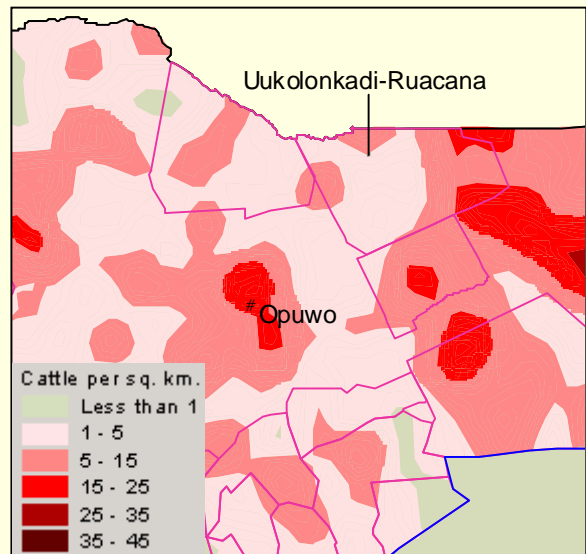 Uukolonkadi-Ruacana
# Opuwo
Cattle per sq. km.
Less than 1
1 - 5
5 - 15
15 - 25
25 - 35
35 - 45